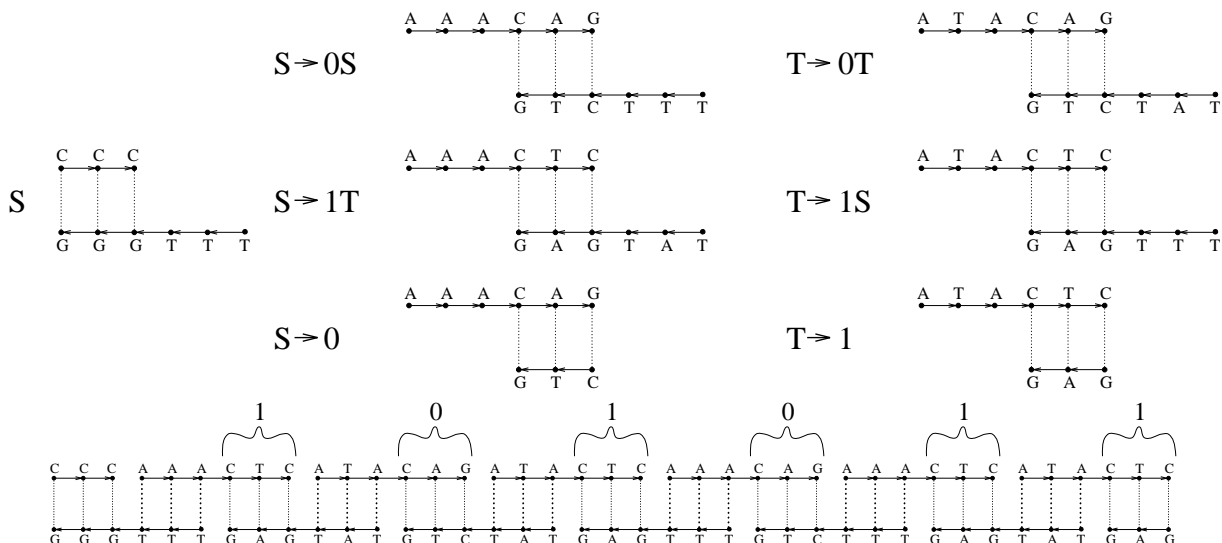 A A A C A G A T A C A G
S → 0S T → 0T
G T C T T T G T C T A T
C C C A A A C T C A T A C T C
S S → 1T T → 1S
G G G T T T G A G T A T G A G T T T
A A A C A G A T A C T C
S → 0 T → 1
G T C G A G
1 0 1 0 1 1
C C C A A A C T C A T A C A G A T A C T C A A A C A G A A A C T C A T A C T C
G G G T T T G A G T A T G T C T A T G A G T T T G T C T T T G A G T A T G A G